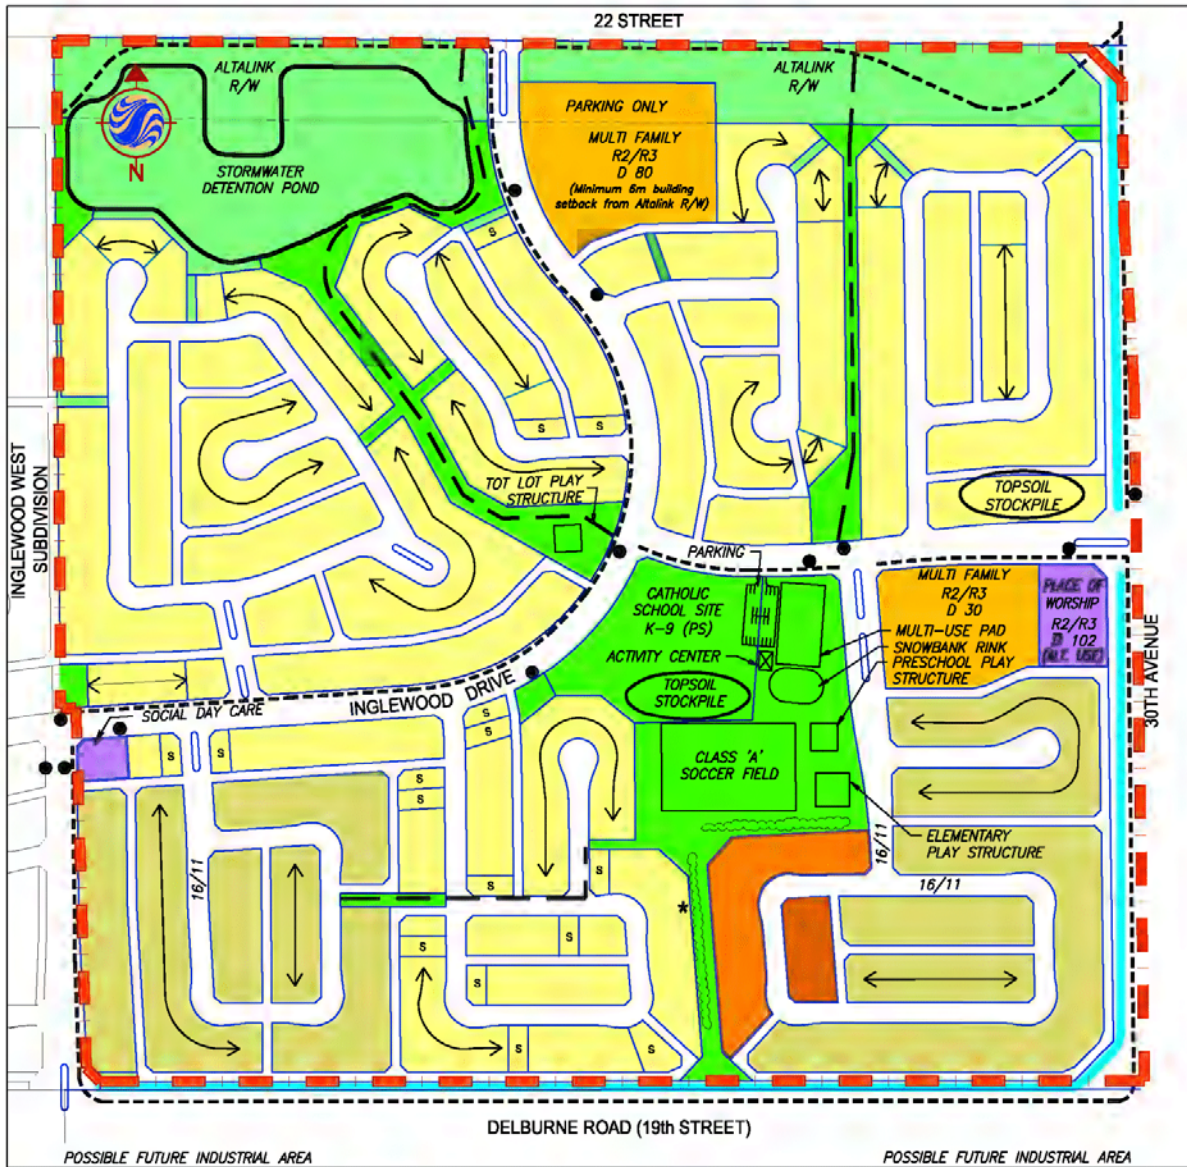 22 STREET
ALTALINK
R/W
ALTALINK
R/W
PARKING ONLY
MULTI FAMILY
R2/R3
D 80
(Minimum 6m building
setback from Altalink R/W)
N
STORMWATER
DETENTION POND
S
S
S
INGLEWOOD WEST
SUBDIVISION
TOT LOT PLAY
STRUCTURE
TOPSOIL
STOCKPILE
PARKING
CATHOLIC
SCHOOL SITE
K-9 (PS)
MULTI FAMILY
R2/R3
D 30
PLACE OF
WORSHIP
R2/R3
D 102
(ALT. USE)
MULTI-USE PAD
SNOWBANK RINK
PRESCHOOL PLAY
STRUCTURE
ACTIVITY CENTER
TOPSOIL
STOCKPILE
30TH AVENUE
INGLEWOOD DRIVE
SOCIAL DAY CARE
S
S
S
S
S
S
CLASS 'A'
SOCCER FIELD
ELEMENTARY
PLAY STRUCTURE
16/11
16/11
16/11
S
S
*
S
S
S
S
S
DELBURNE ROAD (19th STREET)
POSSIBLE FUTURE INDUSTRIAL AREA
POSSIBLE FUTURE INDUSTRIAL AREA